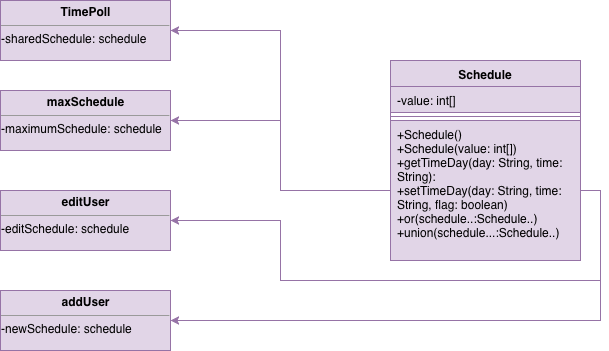 TimePoll
-sharedSchedule: schedule
maxSchedule
-maximumSchedule: schedule
editUser
-editSchedule: schedule
addUser
-newSchedule: schedule
Schedule
-value: int[]
+Schedule()
+Schedule(value: int[])
+getTimeDay(day: String, time:
String):
+setTimeDay(day: String, time:
String, flag: boolean)
+or(schedule..:Schedule..)
+union(schedule...:Schedule..)